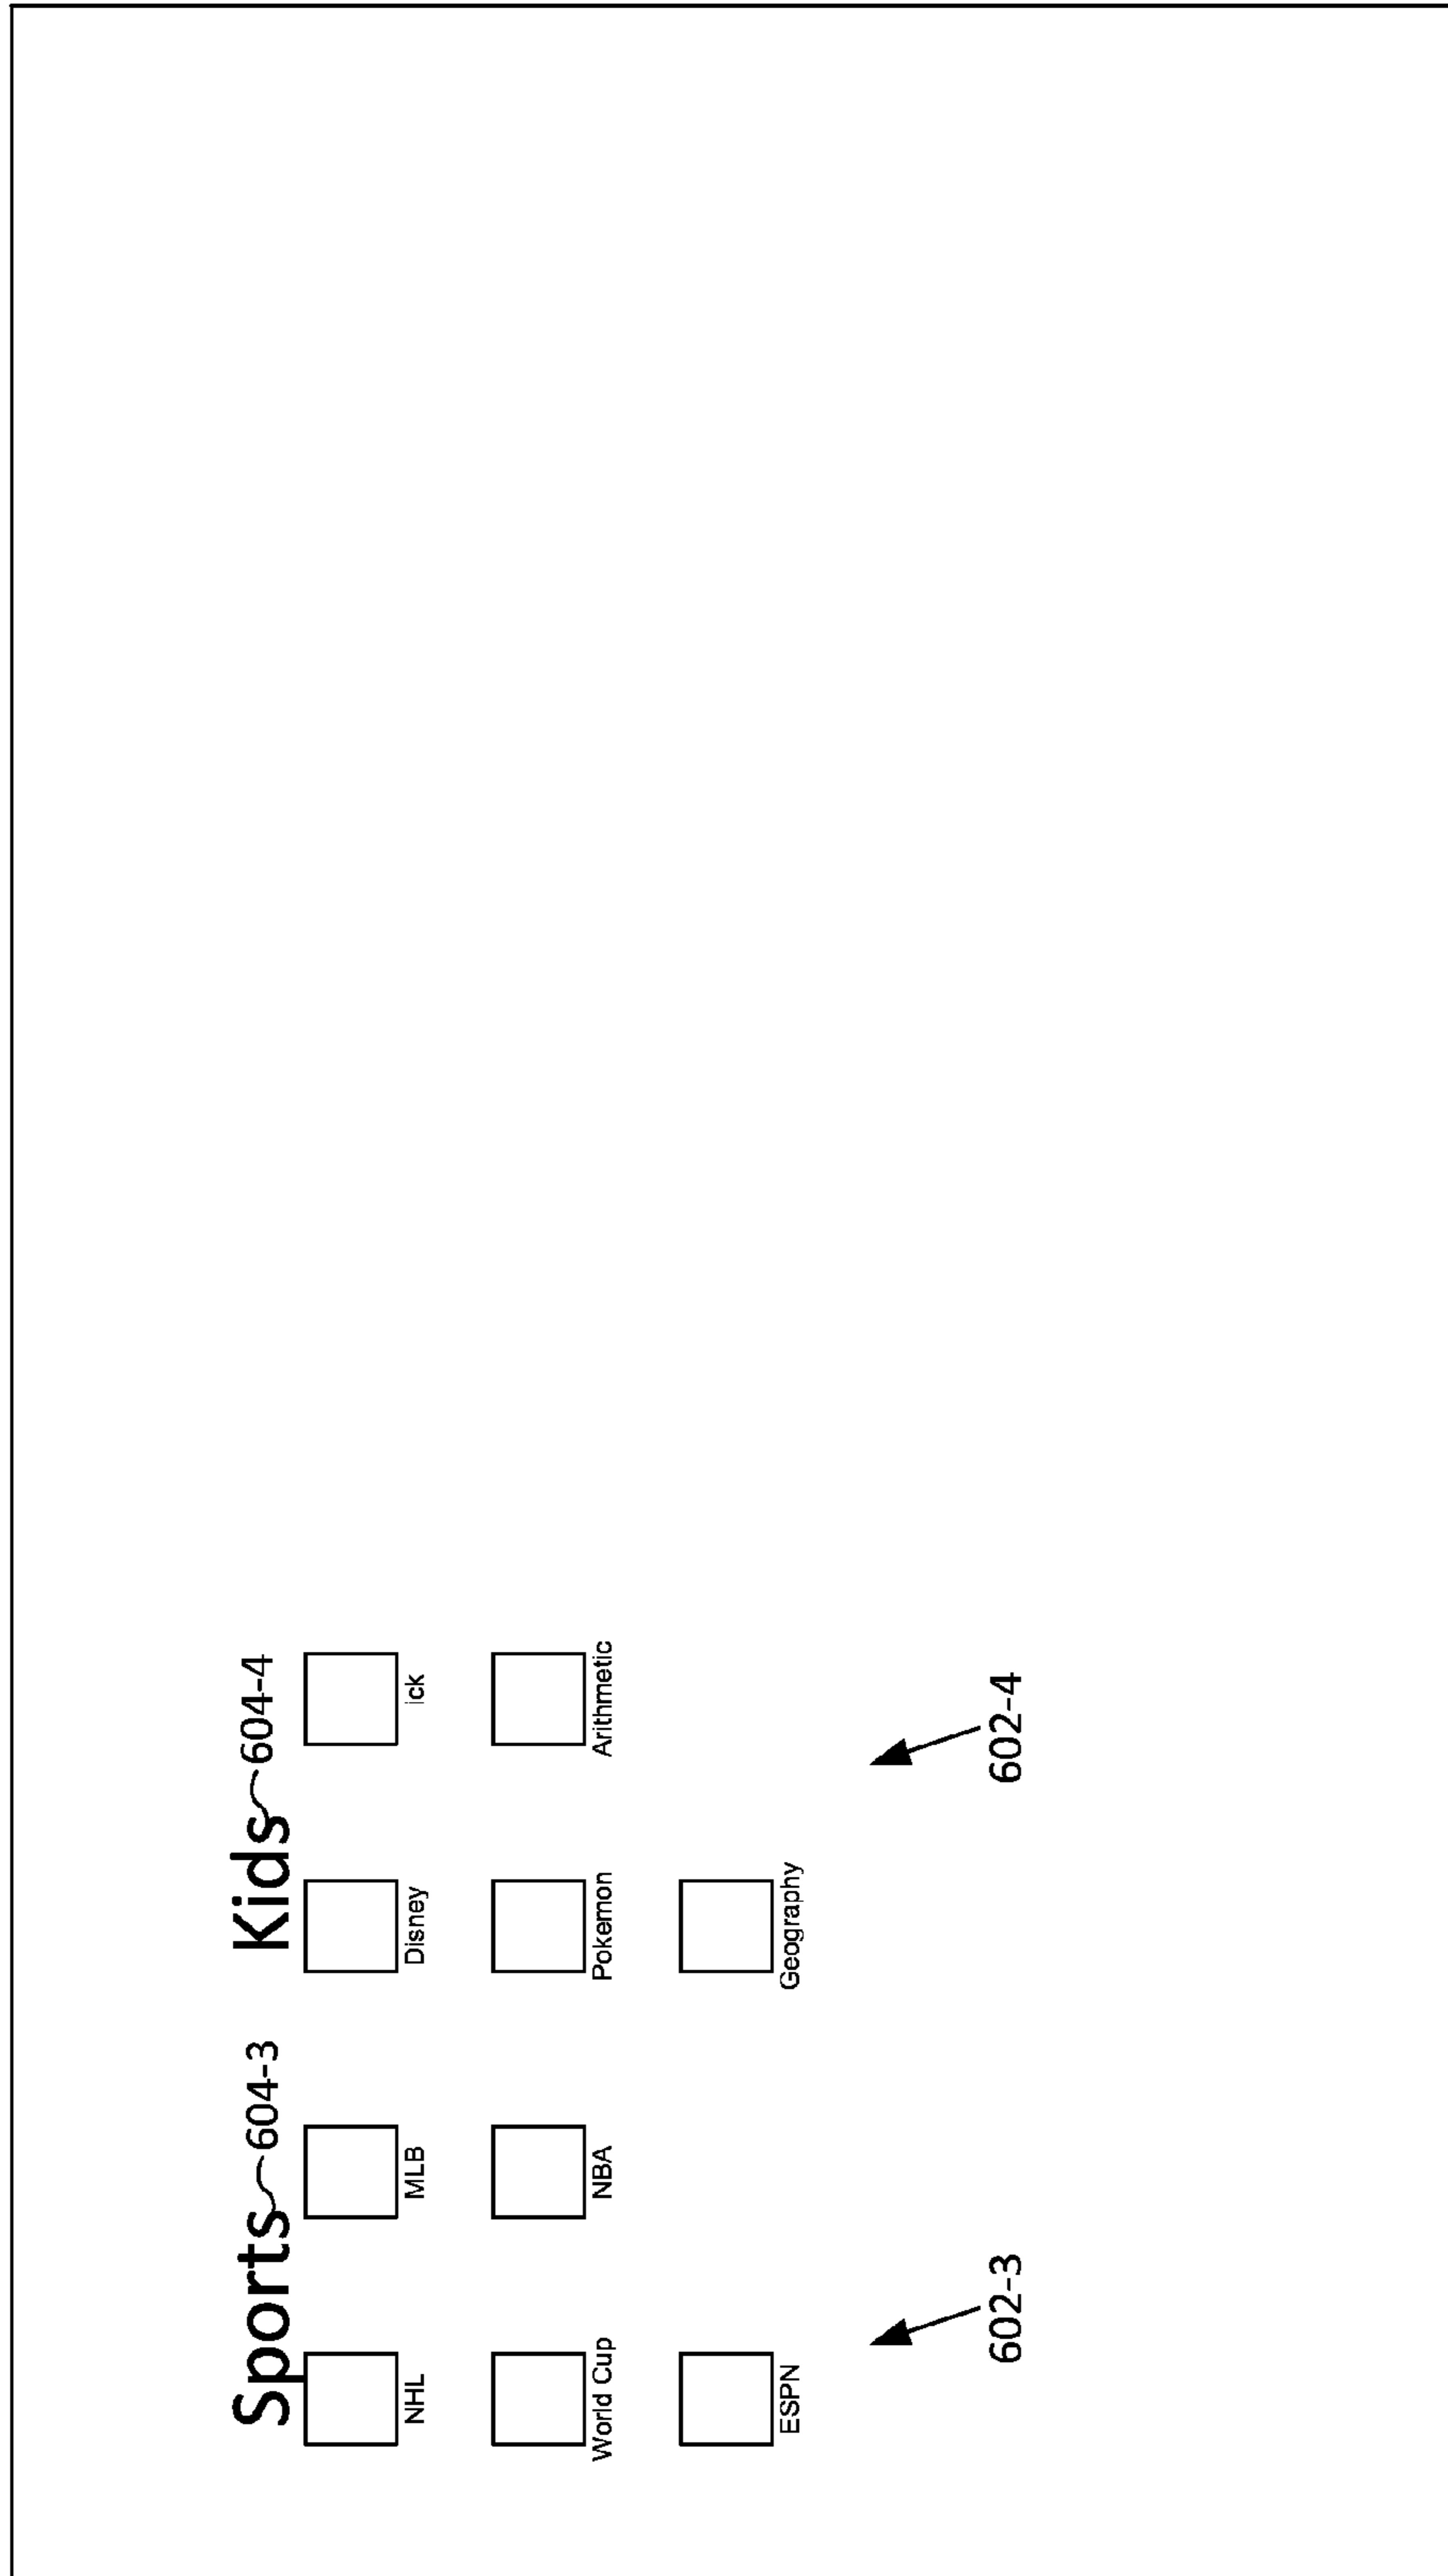 Sports 604-3 Kids 604-4
NHL MLB Disney ick
World Cup NBA Pokemon Arithmetic
ESPN Geography
602-3 602-4